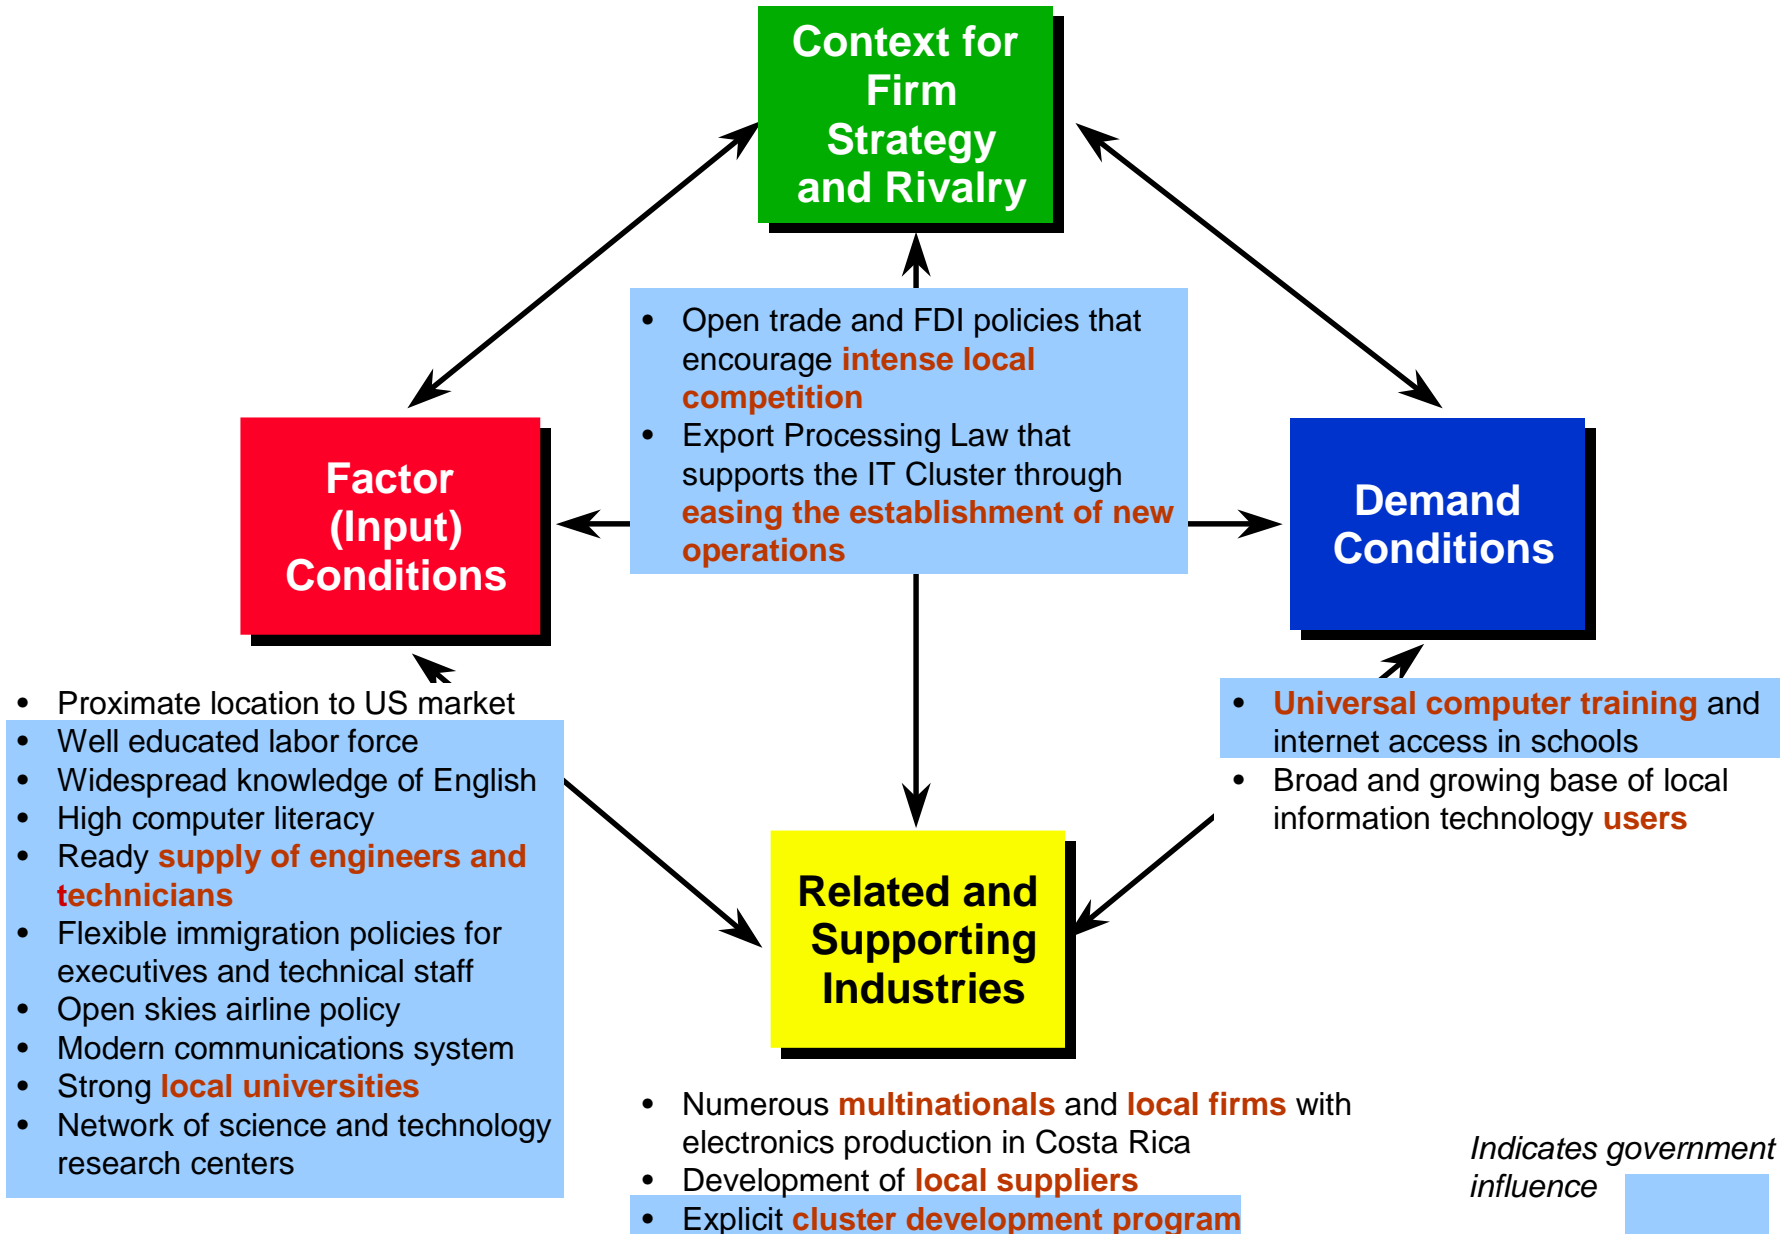 Context for
Firm
Strategy
and Rivalry
• Open trade and FDI policies that
encourage intense local
competition
• Export Processing Law that
supports the IT Cluster through
easing the establishment of new
operations
Factor
(Input)
Conditions
Demand
Conditions
• Proximate location to US market
• Well educated labor force
• Widespread knowledge of English
• High computer literacy
• Ready supply of engineers and
technicians
• Flexible immigration policies for
executives and technical staff
• Open skies airline policy
• Modern communications system
• Strong local universities
• Network of science and technology
research centers
• Universal computer training and
internet access in schools
• Broad and growing base of local
information technology users
Related and
Supporting
Industries
• Numerous multinationals and local firms with
electronics production in Costa Rica
• Development of local suppliers
• Explicit cluster development program
Indicates government
influence